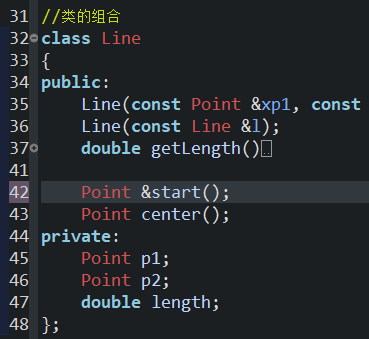 31 //类的组合
32 class Line
33 {
34 public:
35 Line(const Point &xp1, const
36 Line(const Line &l);
37 double getLength()..
41
42 Point &start();
43 Point center();
44 private:
45 Point p1;
46 Point p2;
47 double length;
48 };